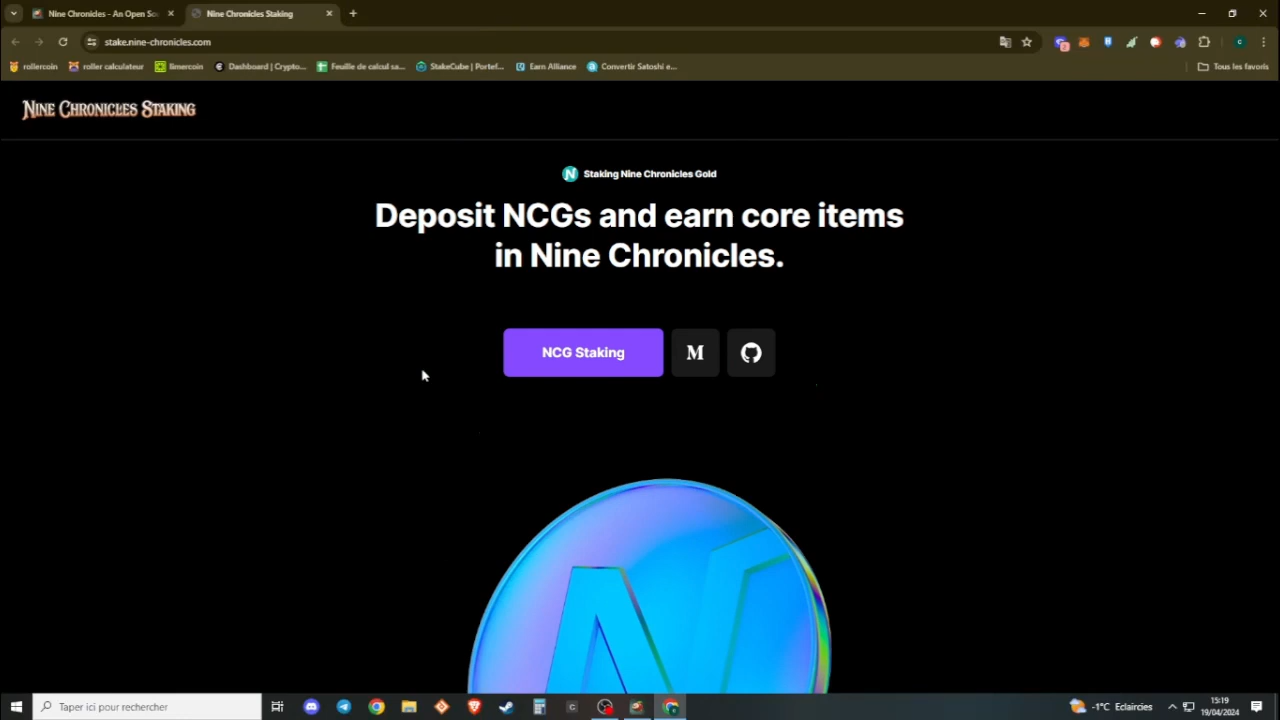 Nine Chronicles - An Open So
Nine Chronicles Staking
stake.nine-chronicles.com
rollercoin
roller calculateur
limercoin
Dashboard | Crypto...
Feuille de calcul sa...
StakeCube | Portef...
Earn Alliance
Convertir Satoshi e...
Tous les favoris
NINE CHRONICLES STAKING
Staking Nine Chronicles Gold
Deposit NCGs and earn core items
in Nine Chronicles.
NCG Staking
M
Taper ici pour rechercher
-1°C Eclaircies
15:19
19/04/2024